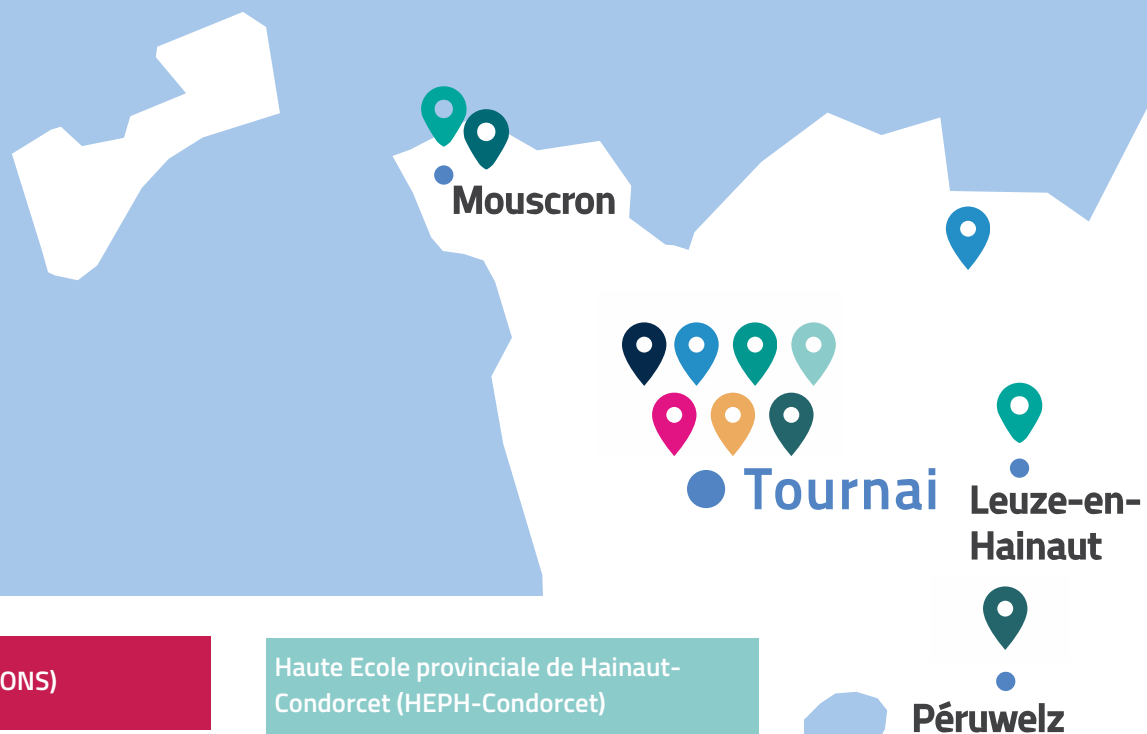 Mouscron
Tournai
Leuze-en-
Hainaut
Péruwelz
ONS)
Haute Ecole provinciale de Hainaut-
Condorcet (HEPH-Condorcet)